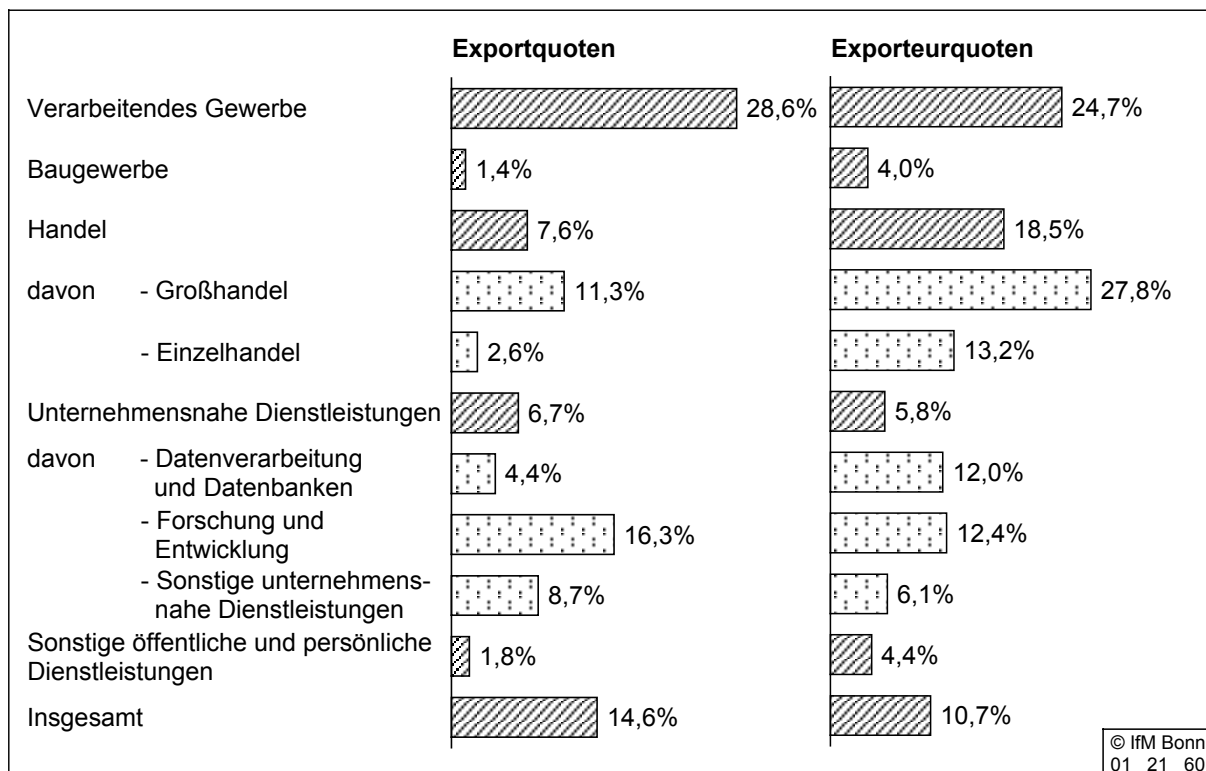 Exportquoten Exporteurquoten
Verarbeitendes Gewerbe 28,6% 24,7%
Baugewerbe 1,4% 4,0%
Handel 7,6% 18,5%
davon - Großhandel 11,3% 27,8%
- Einzelhandel 2,6% 13,2%
Unternehmensnahe Dienstleistungen 6,7% 5,8%
davon - Datenverarbeitung
und Datenbanken 4,4% 12,0%
- Forschung und
Entwicklung 16,3% 12,4%
- Sonstige unternehmens-
nahe Dienstleistungen 8,7% 6,1%
Sonstige öffentliche und persönliche
Dienstleistungen 1,8% 4,4%
Insgesamt 14,6% 10,7%
© IfM Bonn
01 21 60